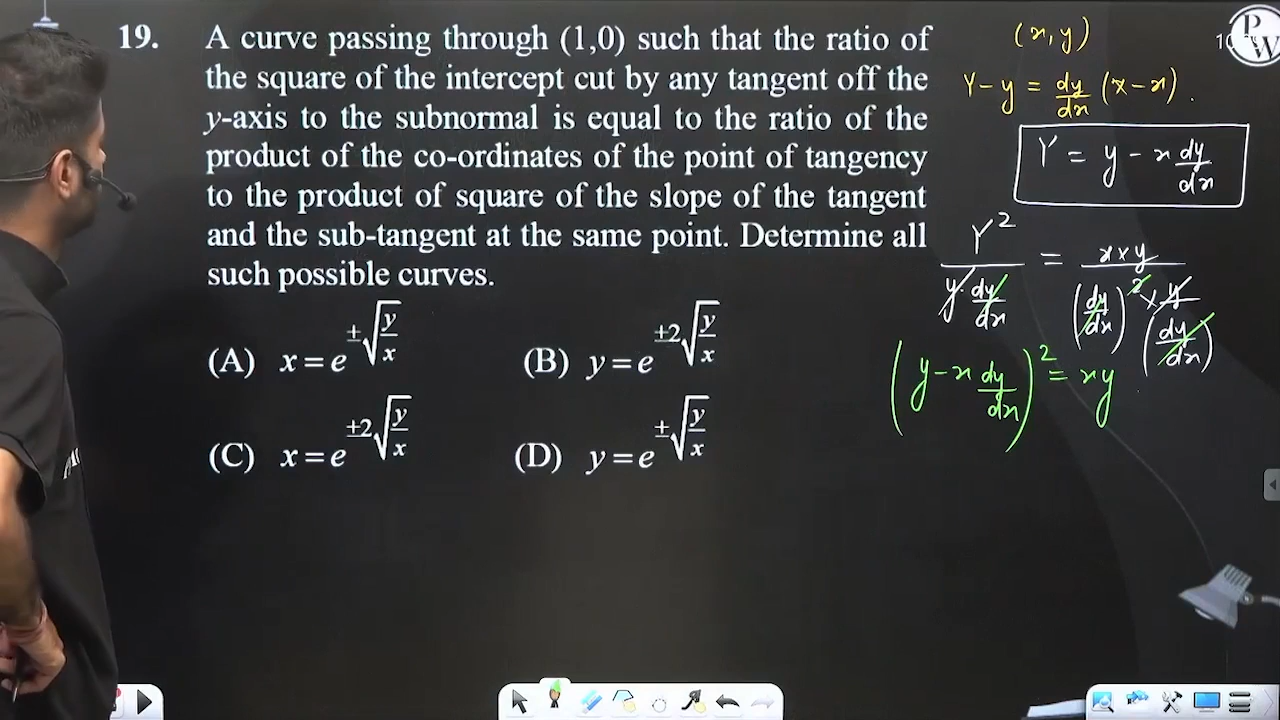 19. A curve passing through (1,0) such that the ratio of
the square of the intercept cut by any tangent off the
y-axis to the subnormal is equal to the ratio of the
product of the co-ordinates of the point of tangency
to the product of square of the slope of the tangent
and the sub-tangent at the same point. Determine all
such possible curves.
(A) x = e^{±√(y/x)} (B) y = e^{±2√(y/x)}
(C) x = e^{±2√(y/x)} (D) y = e^{±√(y/x)}
(x, y)
Y - y = dy/dx (X - x).
Y = y - x dy/dx
Y²/(y·dy/dx) = x×y/((dy/dx)² × y/(dy/dx))
(y - x dy/dx)² = xy
PW